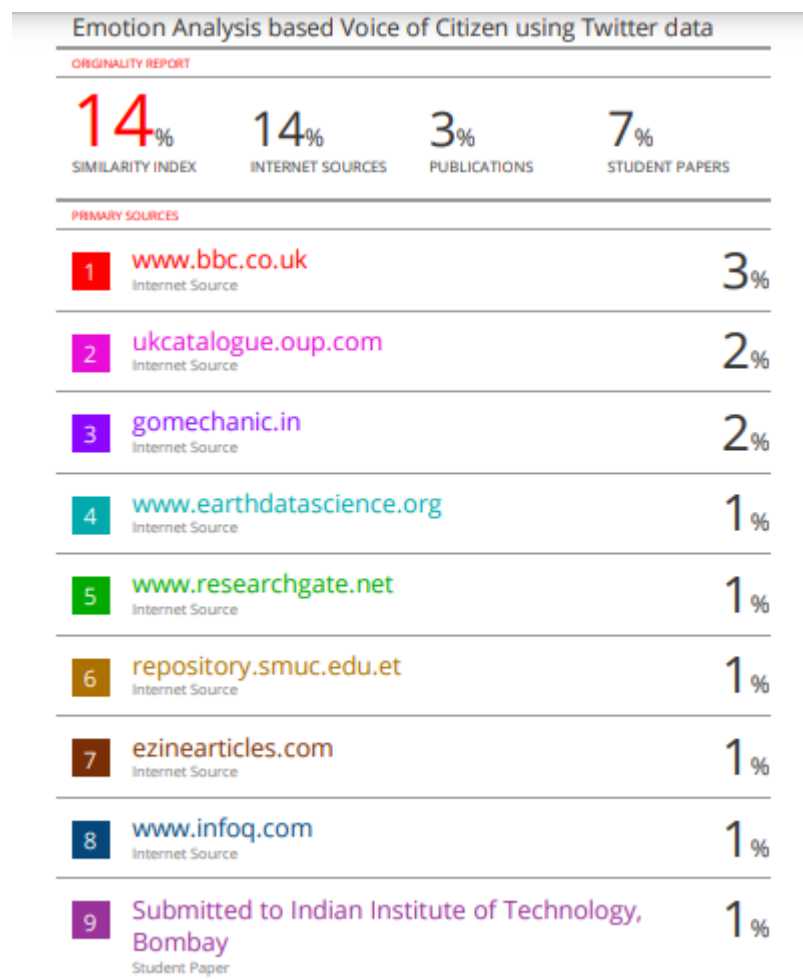 Emotion Analysis based Voice of Citizen using Twitter data
ORIGINALITY REPORT
14% 14% 3% 7%
SIMILARITY INDEX INTERNET SOURCES PUBLICATIONS STUDENT PAPERS
PRIMARY SOURCES
1 www.bbc.co.uk 3%
Internet Source
2 ukcatalogue.oup.com 2%
Internet Source
3 gomechanic.in 2%
Internet Source
4 www.earthdatascience.org 1%
Internet Source
5 www.researchgate.net 1%
Internet Source
6 repository.smuc.edu.et 1%
Internet Source
7 ezinearticles.com 1%
Internet Source
8 www.infoq.com 1%
Internet Source
9 Submitted to Indian Institute of Technology, 1%
Bombay
Student Paper